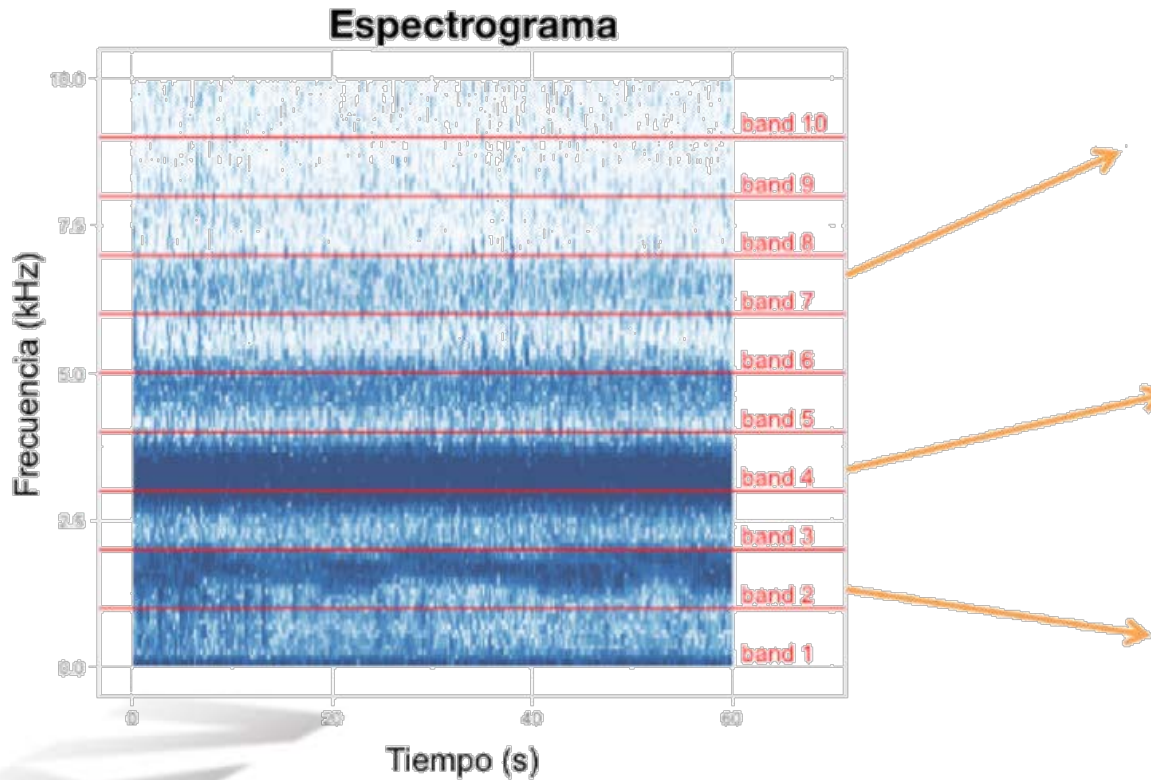 Espectrograma
10.0
band 10
band 9
7.5
band 8
band 7
band 6
5.0
band 5
band 4
2.5
band 3
band 2
band 1
0.0
0 20 40 60
Frecuencia (kHz)
Tiempo (s)